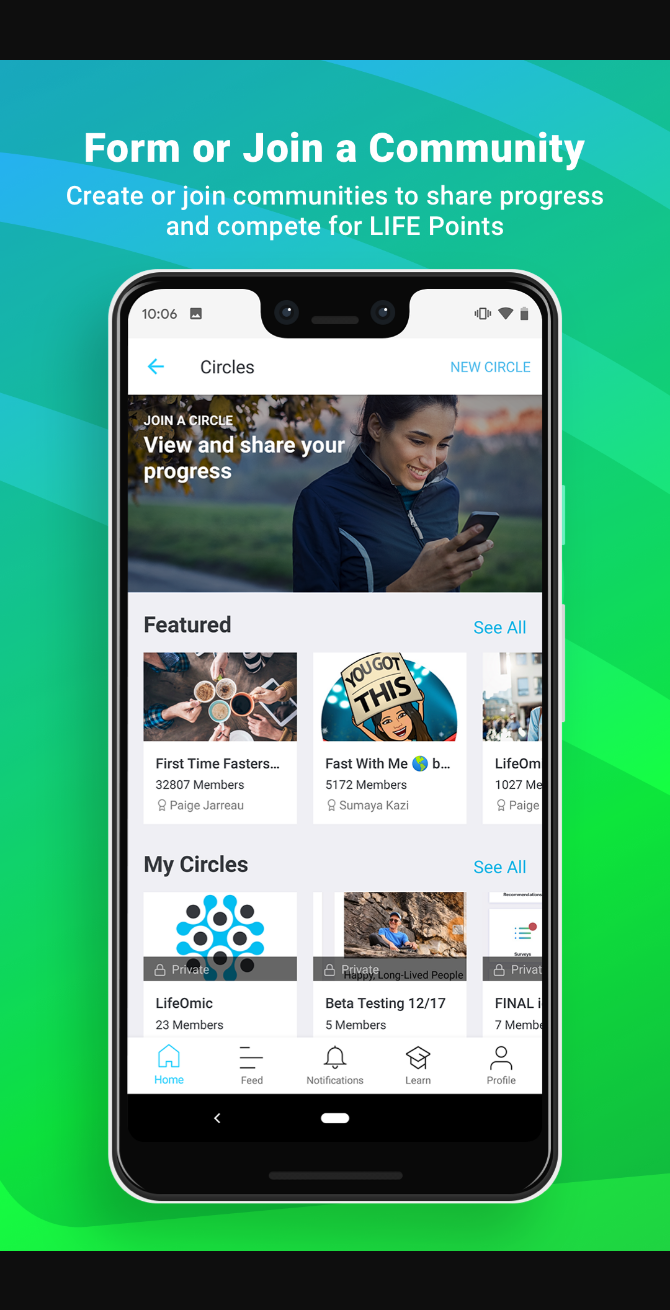 Form or Join a Community
Create or join communities to share progress
and compete for LIFE Points
10:06
Circles
NEW CIRCLE
JOIN A CIRCLE
View and share your
progress
Featured
See All
YOU GOT
THIS
First Time Fasters...
32807 Members
Paige Jarreau
Fast With Me 🌎 b...
5172 Members
Sumaya Kazi
LifeOm
1027 Me
Paige
My Circles
See All
Private
LifeOmic
23 Members
Happy, Long-Lived People
Private
Beta Testing 12/17
5 Members
Recommendations
Surveys
Privat
FINAL i
7 Membe
Home
Feed
Notifications
Learn
Profile